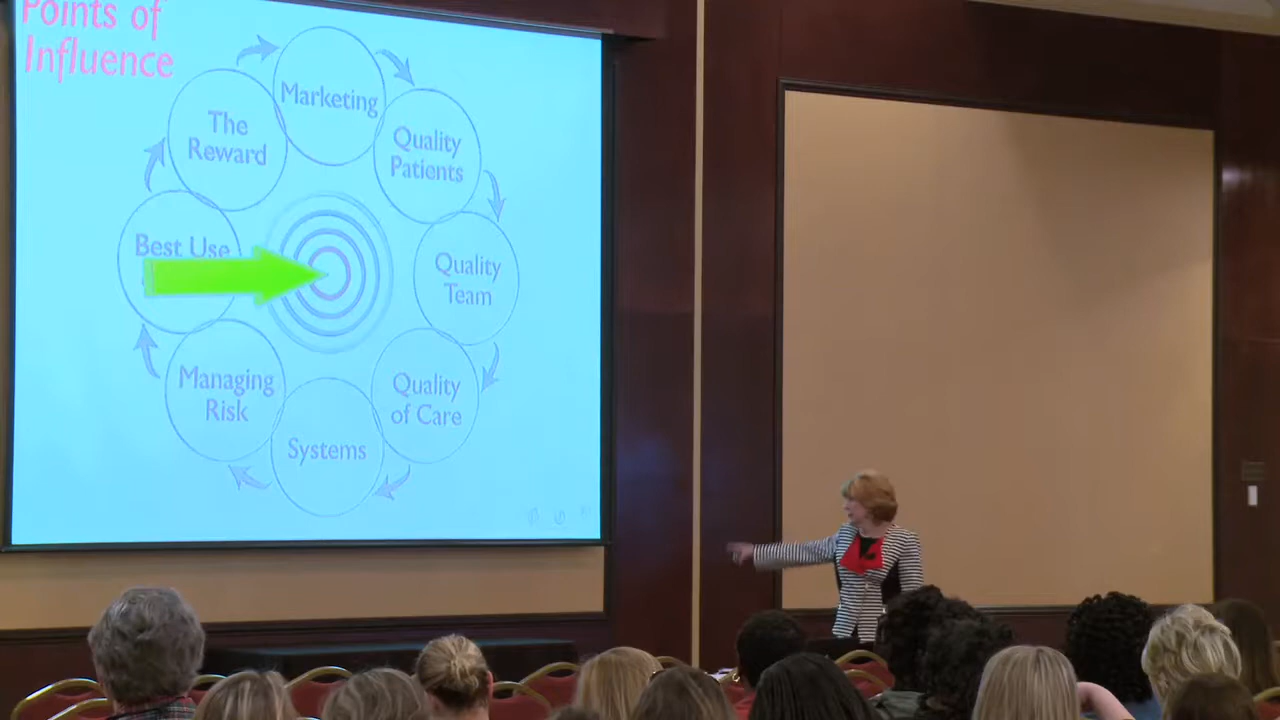 Points of
Influence
Marketing
Quality
Patients
Quality
Team
Quality
of Care
Systems
Managing
Risk
Best Use
The
Reward